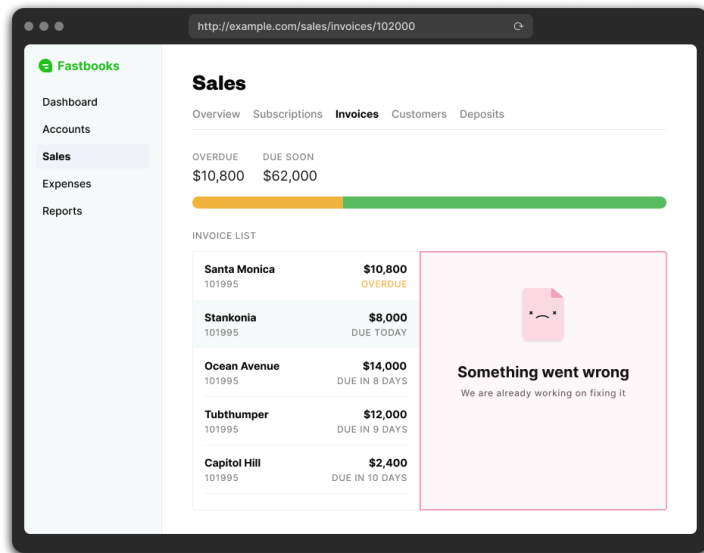 http://example.com/sales/invoices/102000
Fastbooks
Dashboard
Accounts
Sales
Expenses
Reports
Sales
Overview Subscriptions Invoices Customers Deposits
OVERDUE DUE SOON
$10,800 $62,000
INVOICE LIST
Santa Monica $10,800
101995 OVERDUE
Stankonia $8,000
101995 DUE TODAY
Ocean Avenue $14,000
101995 DUE IN 8 DAYS
Tubthumper $12,000
101995 DUE IN 9 DAYS
Capitol Hill $2,400
101995 DUE IN 10 DAYS
Something went wrong
We are already working on fixing it